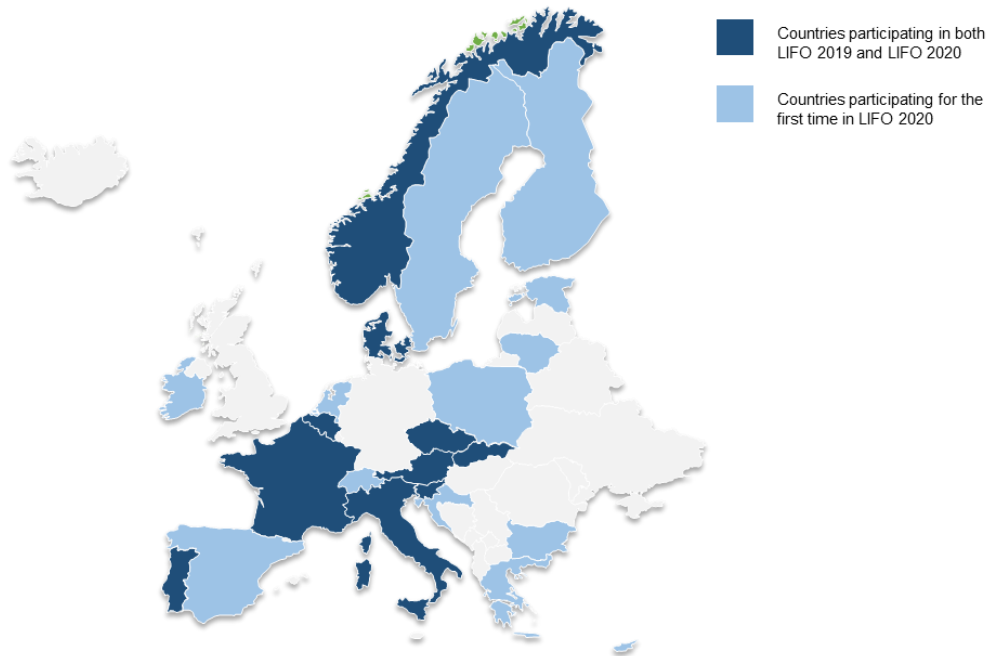 Countries participating in both
LIFO 2019 and LIFO 2020
Countries participating for the
first time in LIFO 2020